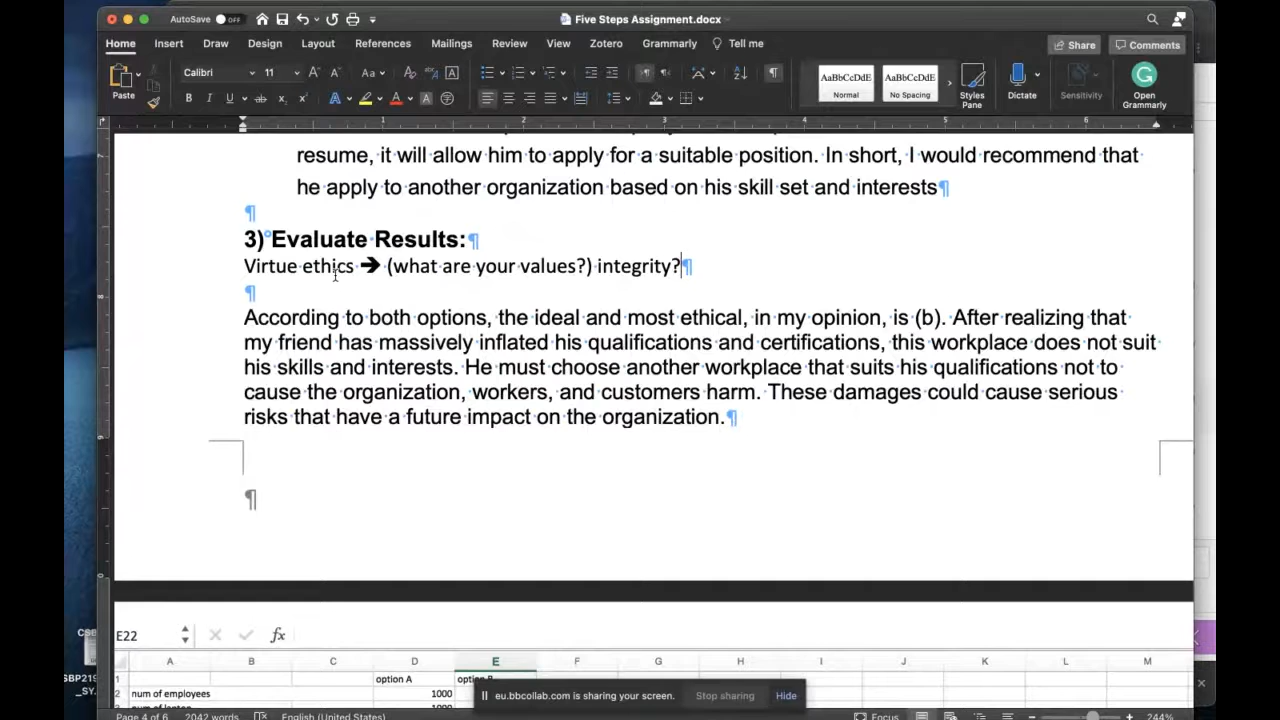 AutoSave OFF Five Steps Assignment.docx
Home Insert Draw Design Layout References Mailings Review View Zotero Grammarly Tell me Share Comments
Paste Calibri 11 AaBbCcDdE Normal AaBbCcDdE No Spacing Styles Pane Dictate Sensitivity Open Grammarly
1 2 3 4 5 6
resume, it will allow him to apply for a suitable position. In short, I would recommend that
he apply to another organization based on his skill set and interests
3) Evaluate Results:
Virtue ethics ➔ (what are your values?) integrity?
According to both options, the ideal and most ethical, in my opinion, is (b). After realizing that
my friend has massively inflated his qualifications and certifications, this workplace does not suit
his skills and interests. He must choose another workplace that suits his qualifications not to
cause the organization, workers, and customers harm. These damages could cause serious
risks that have a future impact on the organization.
E22 fx
A B C D E F G H I J K L M
1 option A
2 num of employees 1000
eu.bbcollab.com is sharing your screen. Stop sharing Hide
Page 4 of 6 2042 words English (United States) Focus 244%